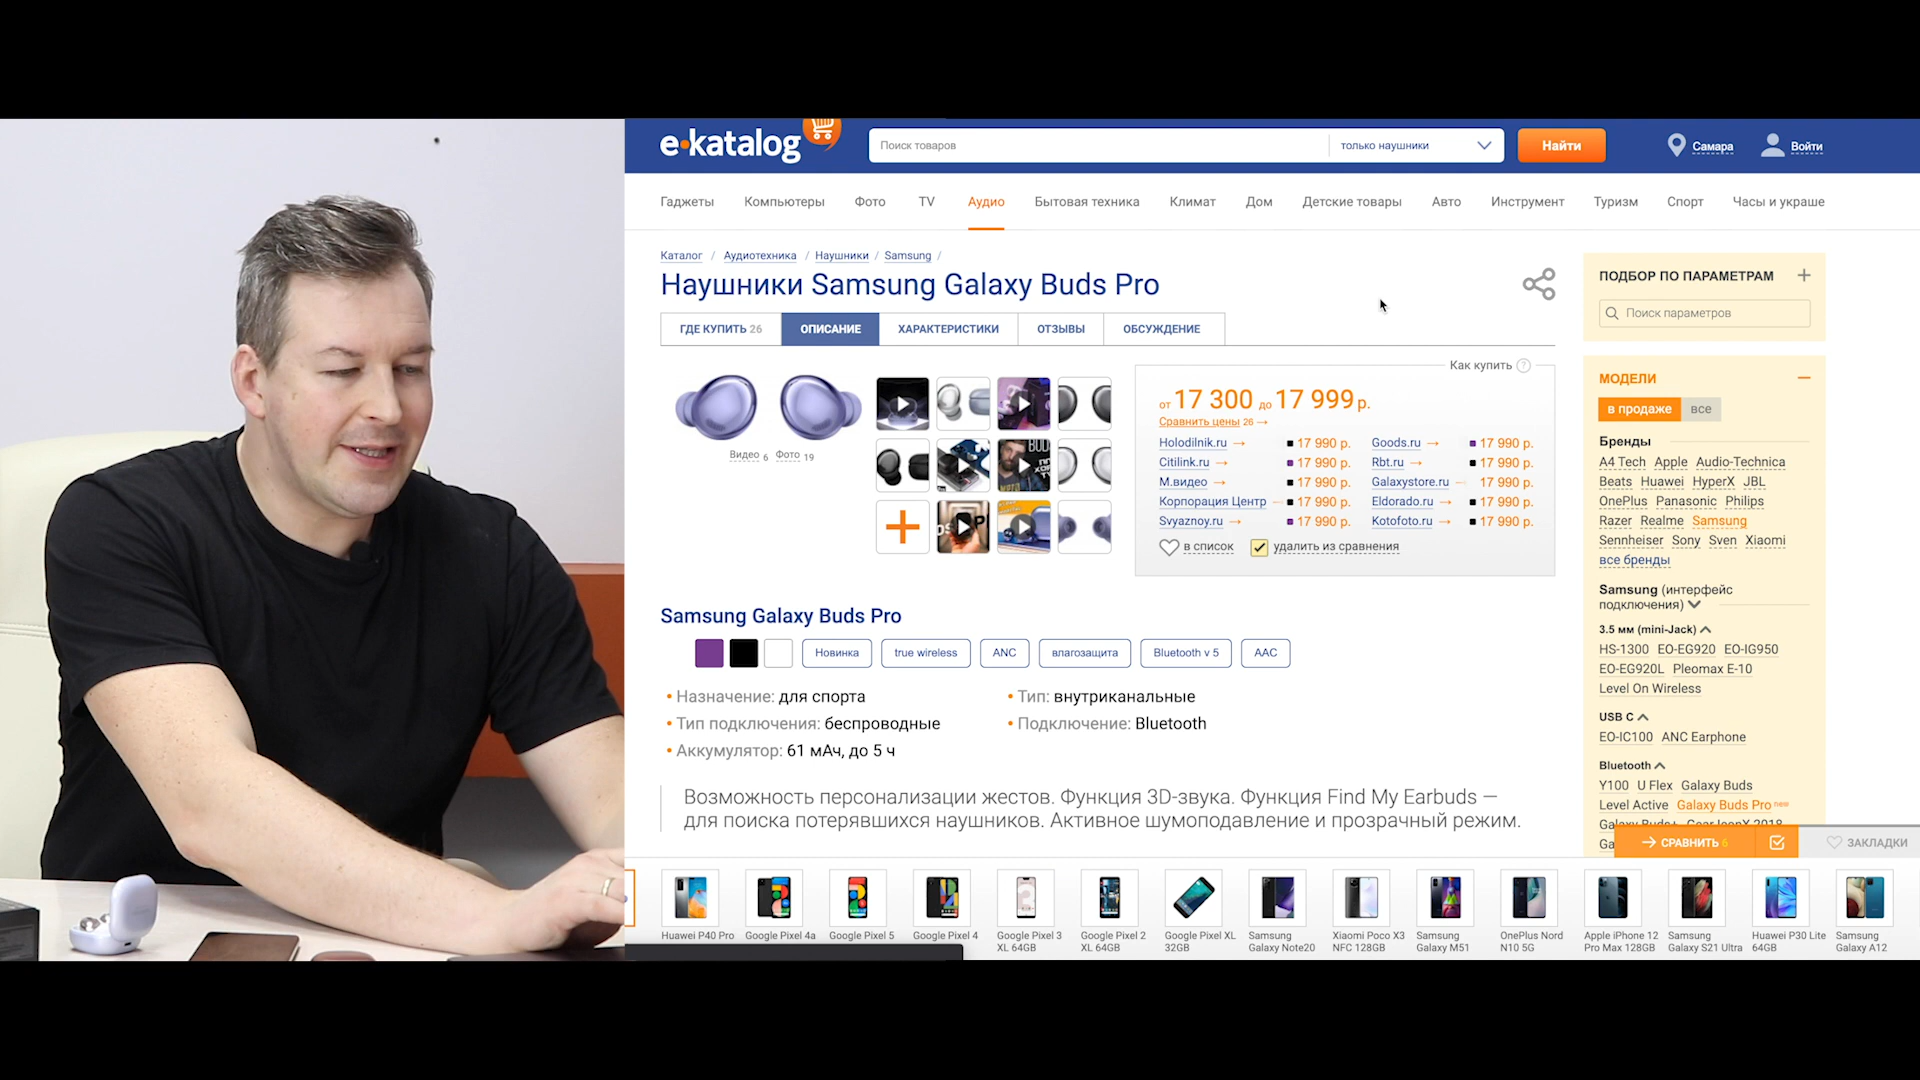 e·katalog
Поиск товаров
только наушники
Найти
Самара
Войти
Гаджеты Компьютеры Фото TV Аудио Бытовая техника Климат Дом Детские товары Авто Инструмент Туризм Спорт Часы и украше
Каталог / Аудиотехника / Наушники / Samsung /
Наушники Samsung Galaxy Buds Pro
ГДЕ КУПИТЬ 26 ОПИСАНИЕ ХАРАКТЕРИСТИКИ ОТЗЫВЫ ОБСУЖДЕНИЕ
Видео 6 Фото 19
Как купить ?
от 17 300 до 17 999 р.
Сравнить цены 26 →
Holodilnik.ru → 17 990 р. Goods.ru → 17 990 р.
Citilink.ru → 17 990 р. Rbt.ru → 17 990 р.
М.видео → 17 990 р. Galaxystore.ru 17 990 р.
Корпорация Центр 17 990 р. Eldorado.ru → 17 990 р.
Svyaznoy.ru → 17 990 р. Kotofoto.ru → 17 990 р.
в список удалить из сравнения
Samsung Galaxy Buds Pro
Новинка true wireless ANC влагозащита Bluetooth v 5 AAC
• Назначение: для спорта • Тип: внутриканальные
• Тип подключения: беспроводные • Подключение: Bluetooth
• Аккумулятор: 61 мАч, до 5 ч
Возможность персонализации жестов. Функция 3D-звука. Функция Find My Earbuds —
для поиска потерявшихся наушников. Активное шумоподавление и прозрачный режим.
ПОДБОР ПО ПАРАМЕТРАМ +
Поиск параметров
МОДЕЛИ −
в продаже все
Бренды
A4 Tech Apple Audio-Technica
Beats Huawei HyperX JBL
OnePlus Panasonic Philips
Razer Realme Samsung
Sennheiser Sony Sven Xiaomi
все бренды
Samsung (интерфейс
подключения)
3.5 мм (mini-Jack)
HS-1300 EO-EG920 EO-IG950
EO-EG920L Pleomax E-10
Level On Wireless
USB C
EO-IC100 ANC Earphone
Bluetooth
Y100 U Flex Galaxy Buds
Level Active Galaxy Buds Pro new
Galaxy Buds+ Gear IconX 2018
Ga
→ СРАВНИТЬ 6
ЗАКЛАДКИ
Huawei P40 Pro
Google Pixel 4a
Google Pixel 5
Google Pixel 4
Google Pixel 3
XL 64GB
Google Pixel 2
XL 64GB
Google Pixel XL
32GB
Samsung
Galaxy Note20
Xiaomi Poco X3
NFC 128GB
Samsung
Galaxy M51
OnePlus Nord
N10 5G
Apple iPhone 12
Pro Max 128GB
Samsung
Galaxy S21 Ultra
Huawei P30 Lite
64GB
Samsung
Galaxy A12